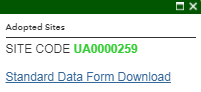 Adopted Sites
SITE CODE UA0000259
Standard Data Form Download